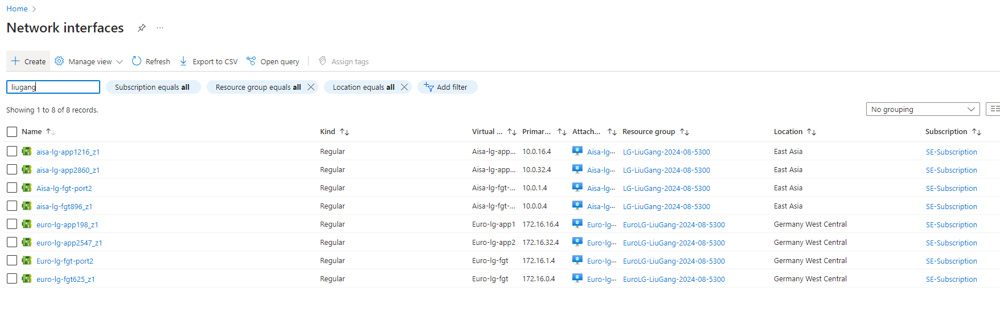 Home
Network interfaces
Create Manage view Refresh Export to CSV Open query Assign tags
liugang Subscription equals all Resource group equals all Location equals all Add filter
Showing 1 to 8 of 8 records. No grouping
Name Kind Virtual ... Primar... Attach... Resource group Location Subscription
aisa-lg-app1216_z1 Regular Aisa-lg-app... 10.0.16.4 Aisa-lg... LG-LiuGang-2024-08-5300 East Asia SE-Subscription
aisa-lg-app2860_z1 Regular Aisa-lg-app... 10.0.32.4 Aisa-lg... LG-LiuGang-2024-08-5300 East Asia SE-Subscription
Aisa-lg-fgt-port2 Regular Aisa-lg-fgt-... 10.0.1.4 Aisa-lg... LG-LiuGang-2024-08-5300 East Asia SE-Subscription
aisa-lg-fgt896_z1 Regular Aisa-lg-fgt-... 10.0.0.4 Aisa-lg... LG-LiuGang-2024-08-5300 East Asia SE-Subscription
euro-lg-app198_z1 Regular Euro-lg-app1 172.16.16.4 Euro-lg... EuroLG-LiuGang-2024-08-5300 Germany West Central SE-Subscription
euro-lg-app2547_z1 Regular Euro-lg-app2 172.16.32.4 Euro-lg... EuroLG-LiuGang-2024-08-5300 Germany West Central SE-Subscription
Euro-lg-fgt-port2 Regular Euro-lg-fgt 172.16.1.4 Euro-lg... EuroLG-LiuGang-2024-08-5300 Germany West Central SE-Subscription
euro-lg-fgt625_z1 Regular Euro-lg-fgt 172.16.0.4 Euro-lg... EuroLG-LiuGang-2024-08-5300 Germany West Central SE-Subscription